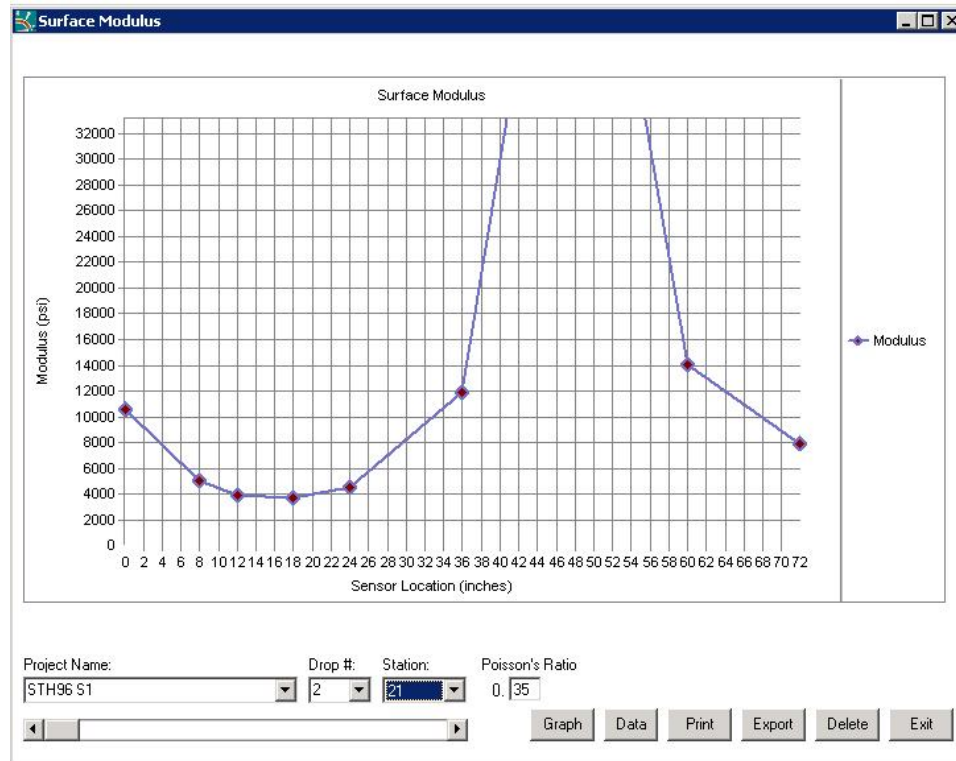 Surface Modulus
Surface Modulus
32000
30000
28000
26000
24000
22000
20000
18000
16000
14000
12000
10000
8000
6000
4000
2000
0
Modulus (psi)
0 2 4 6 8 10 12 14 16 18 20 22 24 26 28 30 32 34 36 38 40 42 44 46 48 50 52 54 56 58 60 62 64 66 68 70 72
Sensor Location (inches)
Modulus
Project Name: Drop #: Station: Poisson's Ratio
STH96 S1 2 21 0. 35
Graph Data Print Export Delete Exit